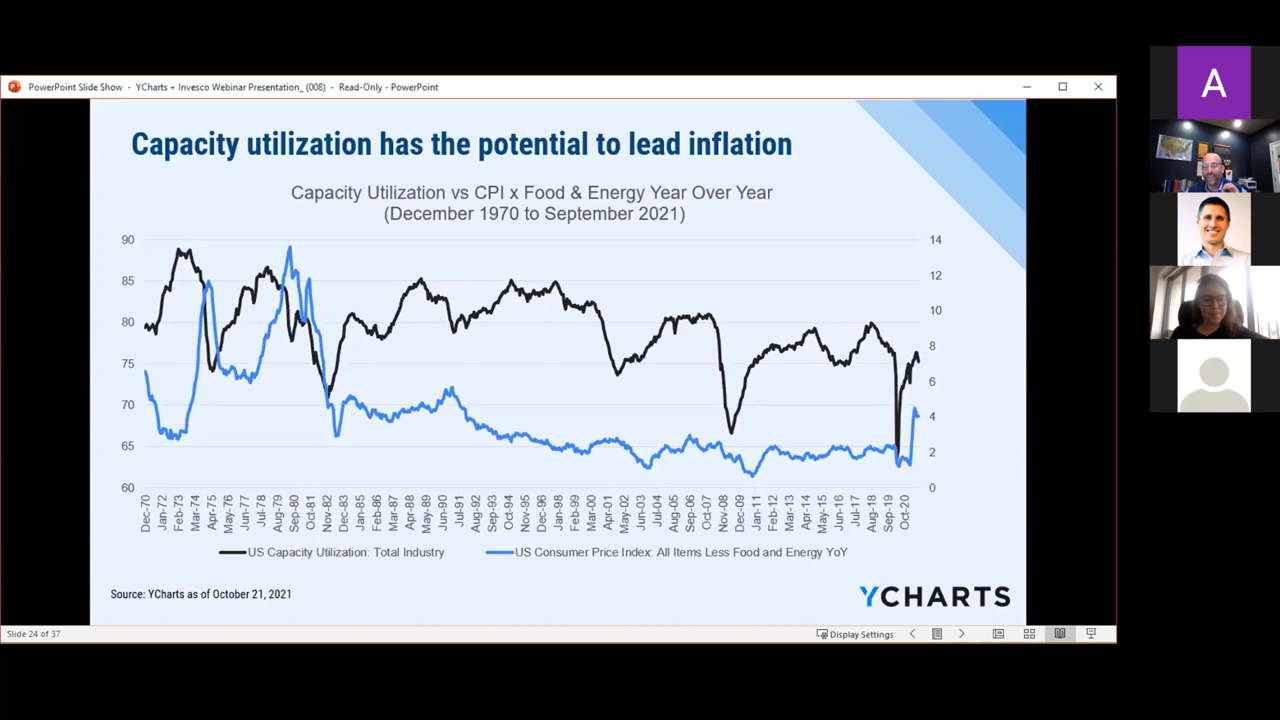 PowerPoint Slide Show - YCharts + Invesco Webinar Presentation_ (008) - Read-Only - PowerPoint
A
Capacity utilization has the potential to lead inflation
Capacity Utilization vs CPI x Food & Energy Year Over Year
(December 1970 to September 2021)
90
85
80
75
70
65
60
14
12
10
8
6
4
2
0
Dec-70
Jan-72
Feb-73
Mar-74
Apr-75
May-76
Jun-77
Jul-78
Aug-79
Sep-80
Oct-81
Nov-82
Dec-83
Jan-85
Feb-86
Mar-87
Apr-88
May-89
Jun-90
Jul-91
Aug-92
Sep-93
Oct-94
Nov-95
Dec-96
Jan-98
Feb-99
Mar-00
Apr-01
May-02
Jun-03
Jul-04
Aug-05
Sep-06
Oct-07
Nov-08
Dec-09
Jan-11
Feb-12
Mar-13
Apr-14
May-15
Jun-16
Jul-17
Aug-18
Sep-19
Oct-20
US Capacity Utilization: Total Industry
US Consumer Price Index: All Items Less Food and Energy YoY
Source: YCharts as of October 21, 2021
YCHARTS
Slide 24 of 37
Display Settings